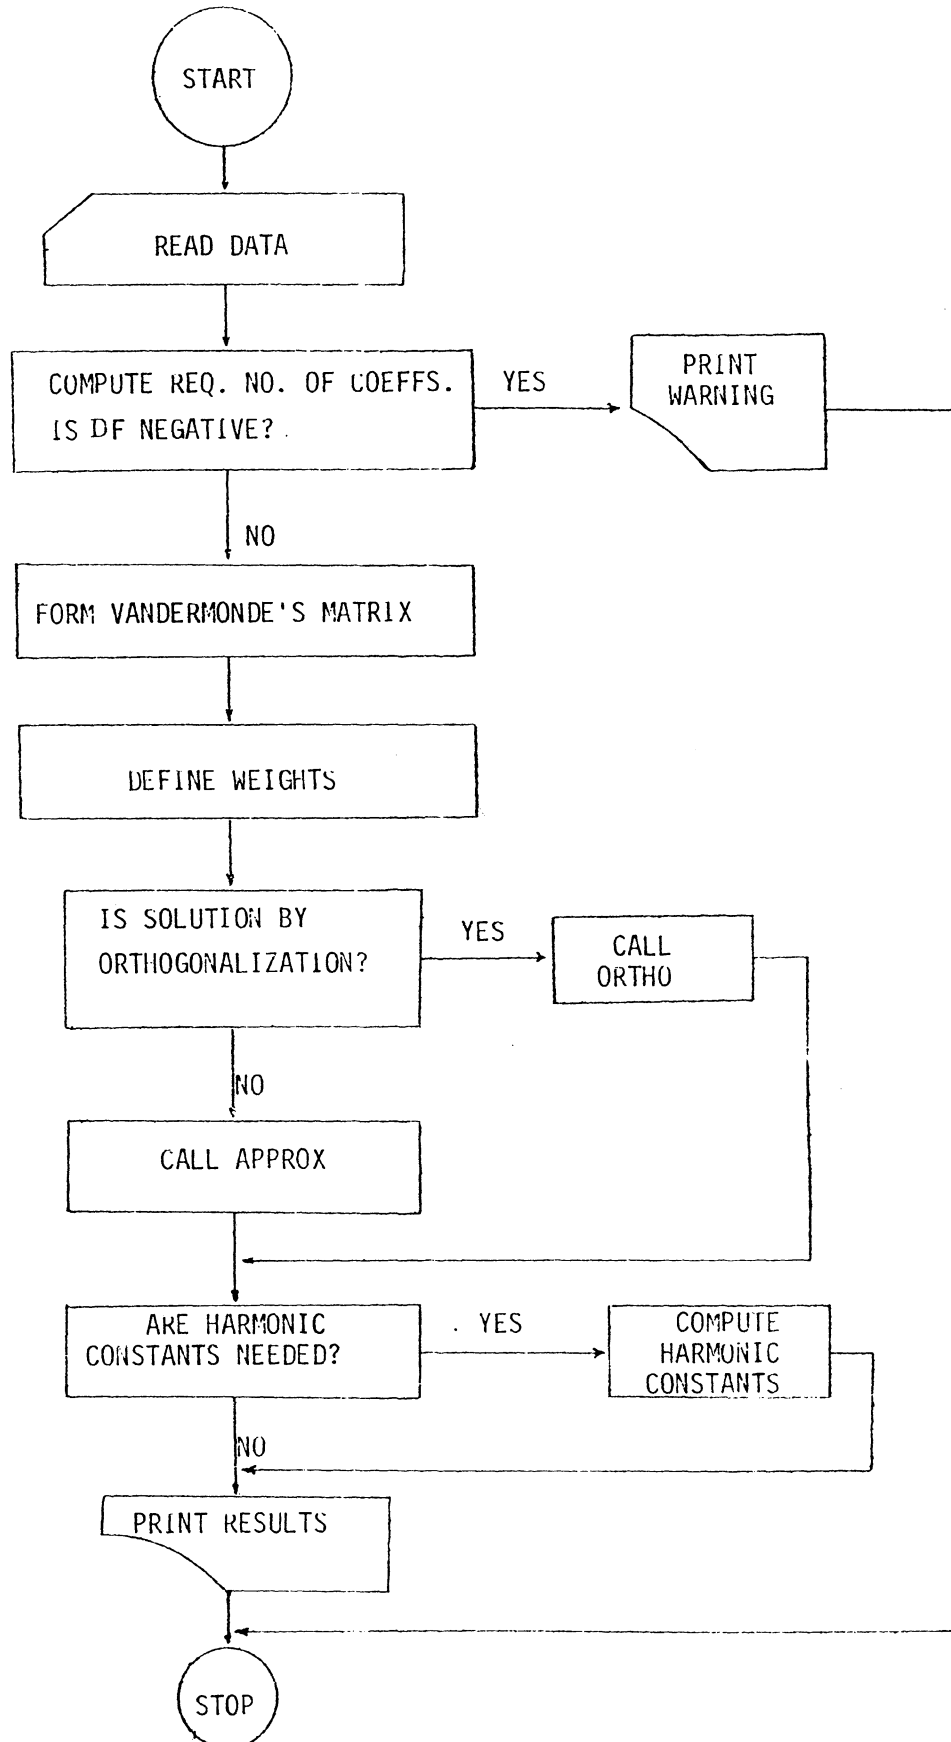 START
READ DATA
COMPUTE REQ. NO. OF COEFFS.
IS DF NEGATIVE?
YES
PRINT
WARNING
NO
FORM VANDERMONDE'S MATRIX
DEFINE WEIGHTS
IS SOLUTION BY
ORTHOGONALIZATION?
YES
CALL
ORTHO
NO
CALL APPROX
ARE HARMONIC
CONSTANTS NEEDED?
YES
COMPUTE
HARMONIC
CONSTANTS
NO
PRINT RESULTS
STOP